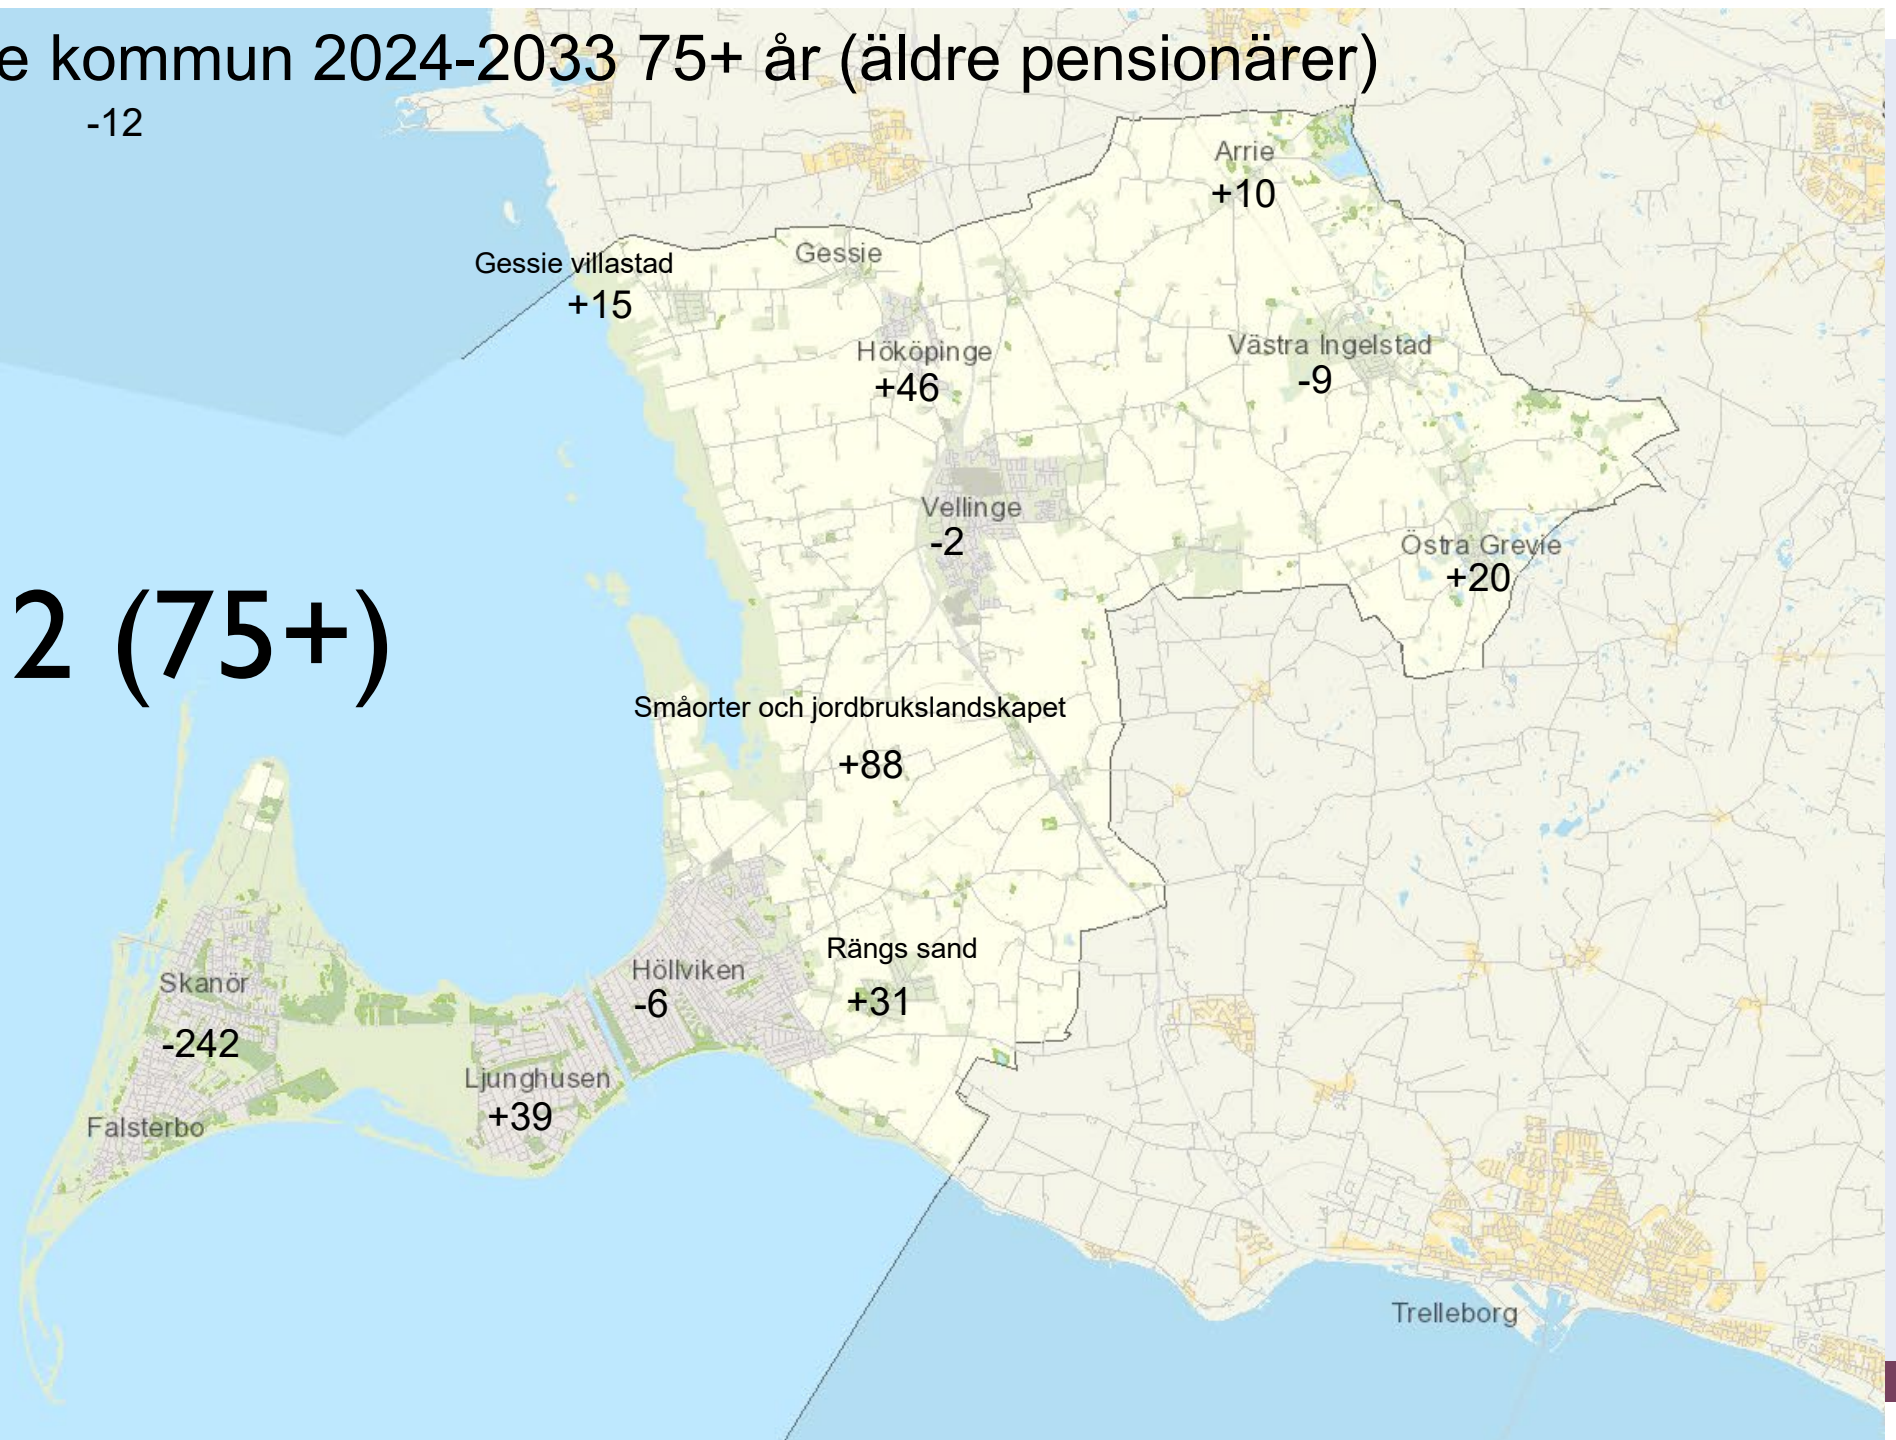 e kommun 2024-2033 75+ år (äldre pensionärer)
-12
Arrie
+10
Gessie villastad
+15
Gessie
Hököpinge
+46
Västra Ingelstad
-9
Vellinge
-2
Östra Grevie
+20
2 (75+)
Småorter och jordbrukslandskapet
+88
Rängs sand
+31
Höllviken
-6
Skanör
-242
Ljunghusen
+39
Falsterbo
Trelleborg